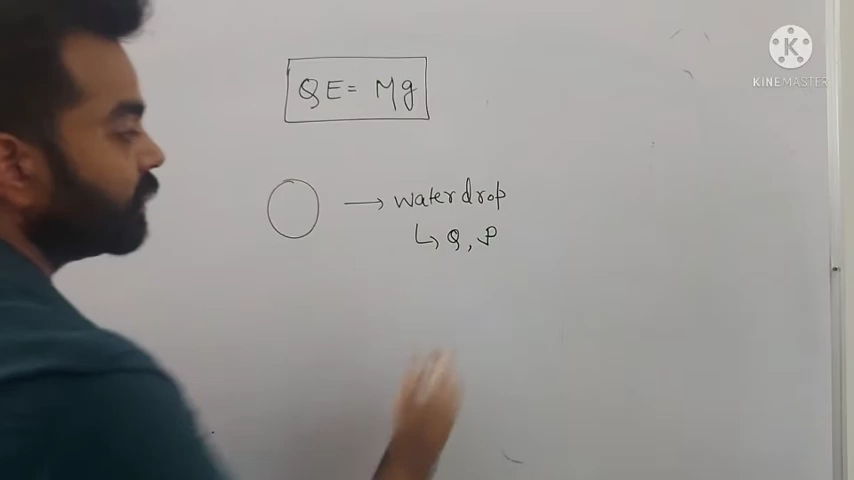 QE = Mg
KINEMASTER
→ waterdrop
↳ Q, ρ